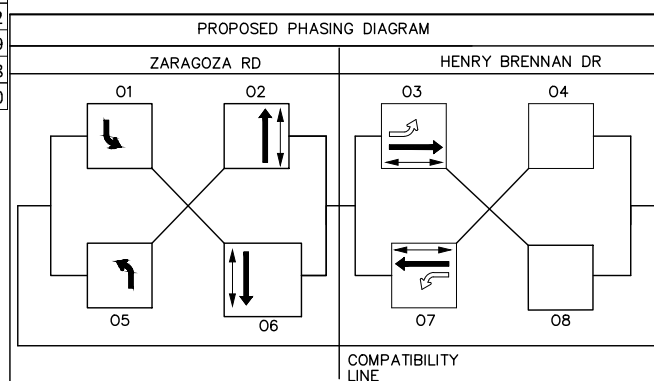 PROPOSED PHASING DIAGRAM
ZARAGOZA RD
HENRY BRENNAN DR
01
02
03
04
05
06
07
08
COMPATIBILITY
LINE